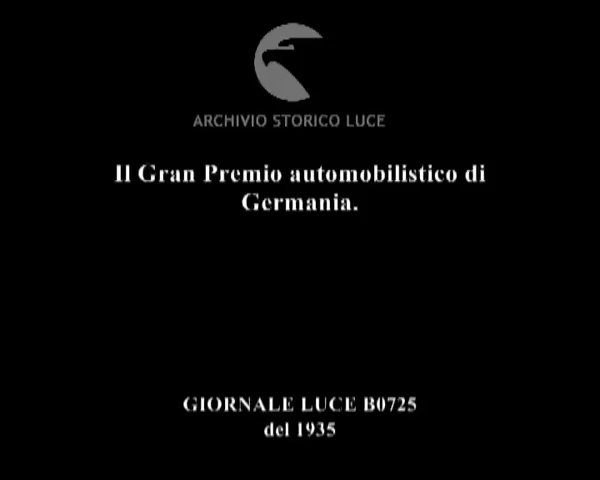 ARCHIVIO STORICO LUCE
Il Gran Premio automobilistico di
Germania.
GIORNALE LUCE B0725
del 1935